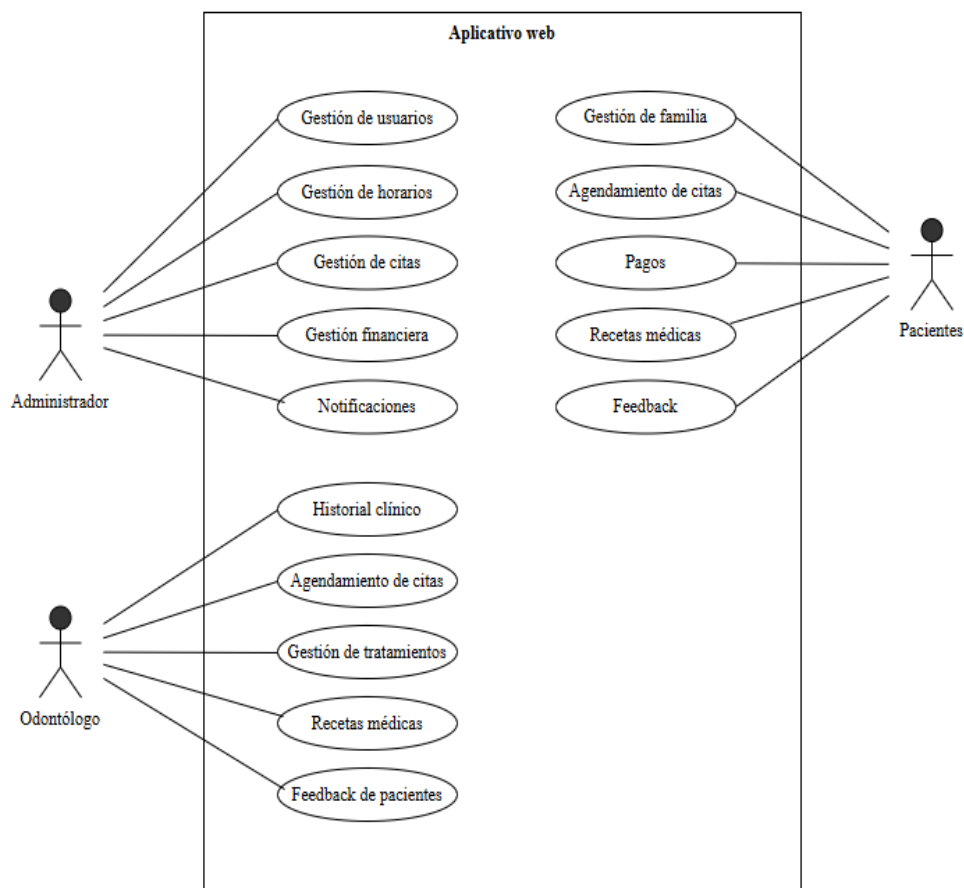 Aplicativo web
Gestión de usuarios
Gestión de horarios
Gestión de citas
Gestión financiera
Notificaciones
Administrador
Gestión de familia
Agendamiento de citas
Pagos
Recetas médicas
Feedback
Pacientes
Historial clínico
Agendamiento de citas
Gestión de tratamientos
Recetas médicas
Feedback de pacientes
Odontólogo